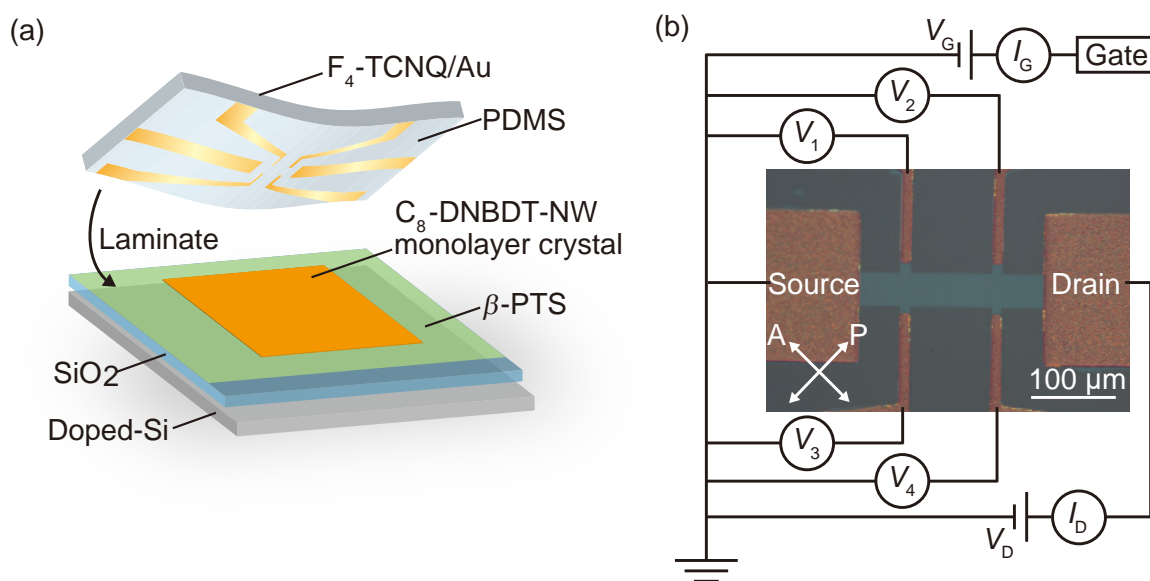 (a)
F4-TCNQ/Au
PDMS
Laminate
C8-DNBDT-NW
monolayer crystal
β-PTS
SiO2
Doped-Si
(b)
VG
IG
Gate
V2
V1
Source
Drain
A
P
100 μm
V3
V4
VD
ID